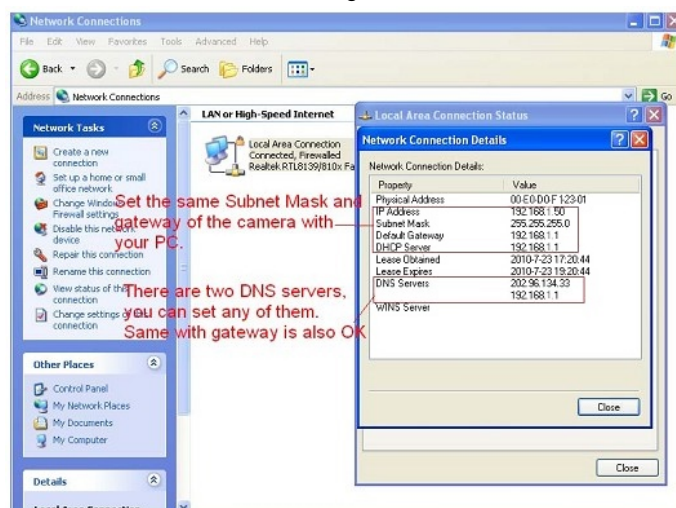 Network Connections
File Edit View Favorites Tools Advanced Help
Back Search Folders
Address Network Connections Go
Network Tasks
Create a new
connection
Set up a home or small
office network
Change Windows
Firewall settings
Disable this network
device
Repair this connection
Rename this connection
View status of this
connection
Change settings of this
connection
Other Places
Control Panel
My Network Places
My Documents
My Computer
Details
LAN or High-Speed Internet
Local Area Connection
Connected, Firewalled
Realtek RTL8139/810x Fa
Set the same Subnet Mask and
gateway of the camera with
your PC.
There are two DNS servers,
you can set any of them.
Same with gateway is also OK
Local Area Connection Status
Network Connection Details
Network Connection Details:
Property Value
Physical Address 00-E0-D0-F1-23-01
IP Address 192.168.1.50
Subnet Mask 255.255.255.0
Default Gateway 192.168.1.1
DHCP Server 192.168.1.1
Lease Obtained 2010-7-23 17:20:44
Lease Expires 2010-7-23 19:20:44
DNS Servers 202.96.134.33
192.168.1.1
WINS Server
Close
Close